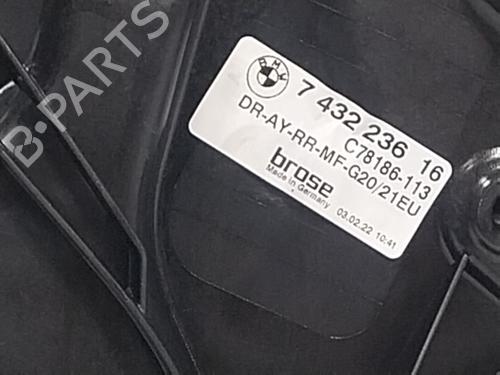 B·PARTS
BMW
7 432 236 16
C78186-113
DR-AY-RR-MF-G20/21EU
brose
Made in Germany
03.02.22 10:41